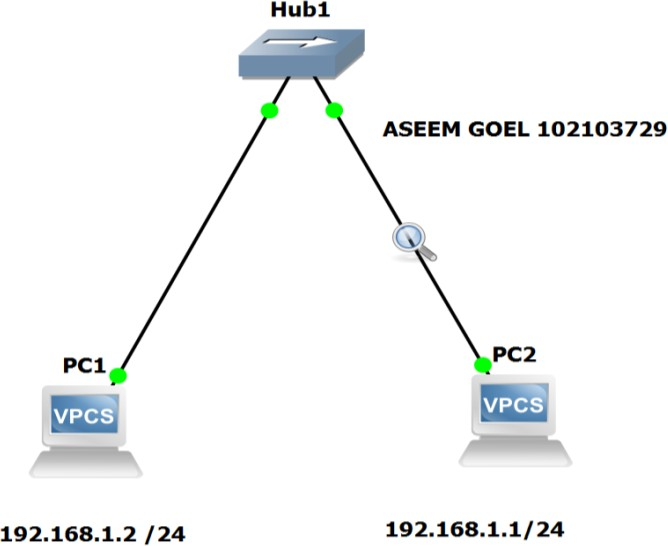 Hub1
ASEEM GOEL 102103729
PC1
PC2
VPCS
VPCS
192.168.1.2 /24
192.168.1.1/24